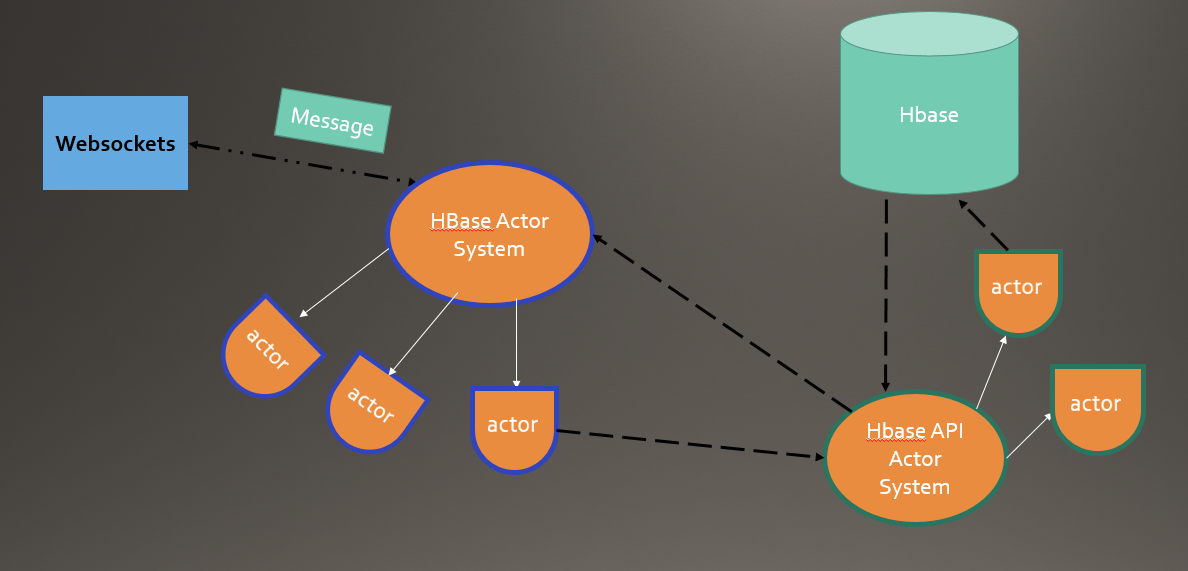 Websockets
Message
Hbase
HBase Actor
System
actor
actor
actor
actor
actor
Hbase API
Actor
System